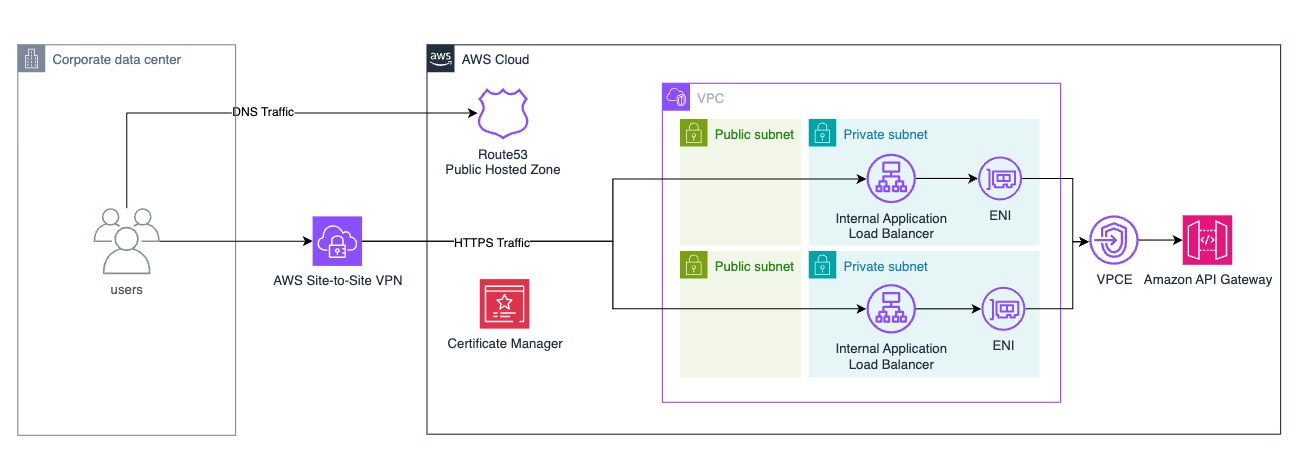 Corporate data center
aws
AWS Cloud
DNS Traffic
Route53
Public Hosted Zone
VPC
Public subnet
Private subnet
Internal Application
Load Balancer
ENI
users
AWS Site-to-Site VPN
HTTPS Traffic
Certificate Manager
Public subnet
Private subnet
Internal Application
Load Balancer
ENI
VPCE
Amazon API Gateway